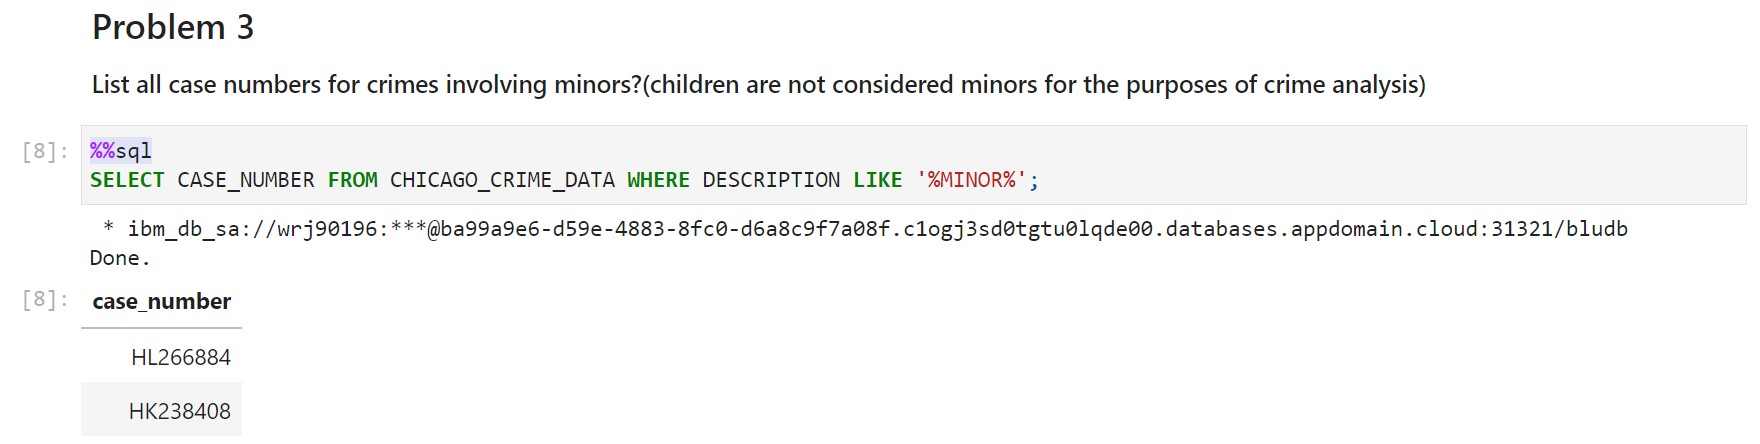 Problem 3
List all case numbers for crimes involving minors?(children are not considered minors for the purposes of crime analysis)
[8]: %%sql
SELECT CASE_NUMBER FROM CHICAGO_CRIME_DATA WHERE DESCRIPTION LIKE '%MINOR%';
* ibm_db_sa://wrj90196:***@ba99a9e6-d59e-4883-8fc0-d6a8c9f7a08f.c1ogj3sd0tgtu0lqde00.databases.appdomain.cloud:31321/bludb
Done.
[8]: case_number
HL266884
HK238408